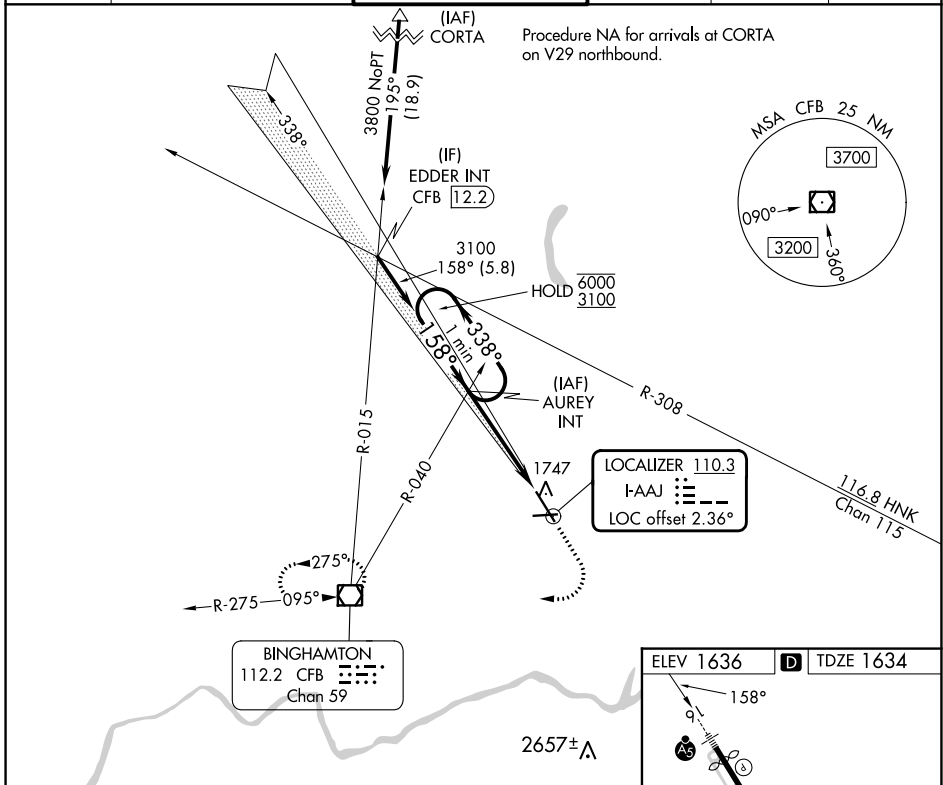 (IAF)
CORTA
Procedure NA for arrivals at CORTA
on V29 northbound.
3800 NoPT
195°
(18.9)
338°
MSA CFB 25 NM
3700
090°
3200
360°
(IF)
EDDER INT
CFB 12.2
3100
158° (5.8)
HOLD 6000
3100
338°
1 min
158°
(IAF)
AUREY
INT
R-308
R-015
R-040
1747
LOCALIZER 110.3
I-AAJ
LOC offset 2.36°
116.8 HNK
Chan 115
275°
R-275
095°
BINGHAMTON
112.2 CFB
Chan 59
2657±
ELEV 1636
D
TDZE 1634
158°
16
A5
P